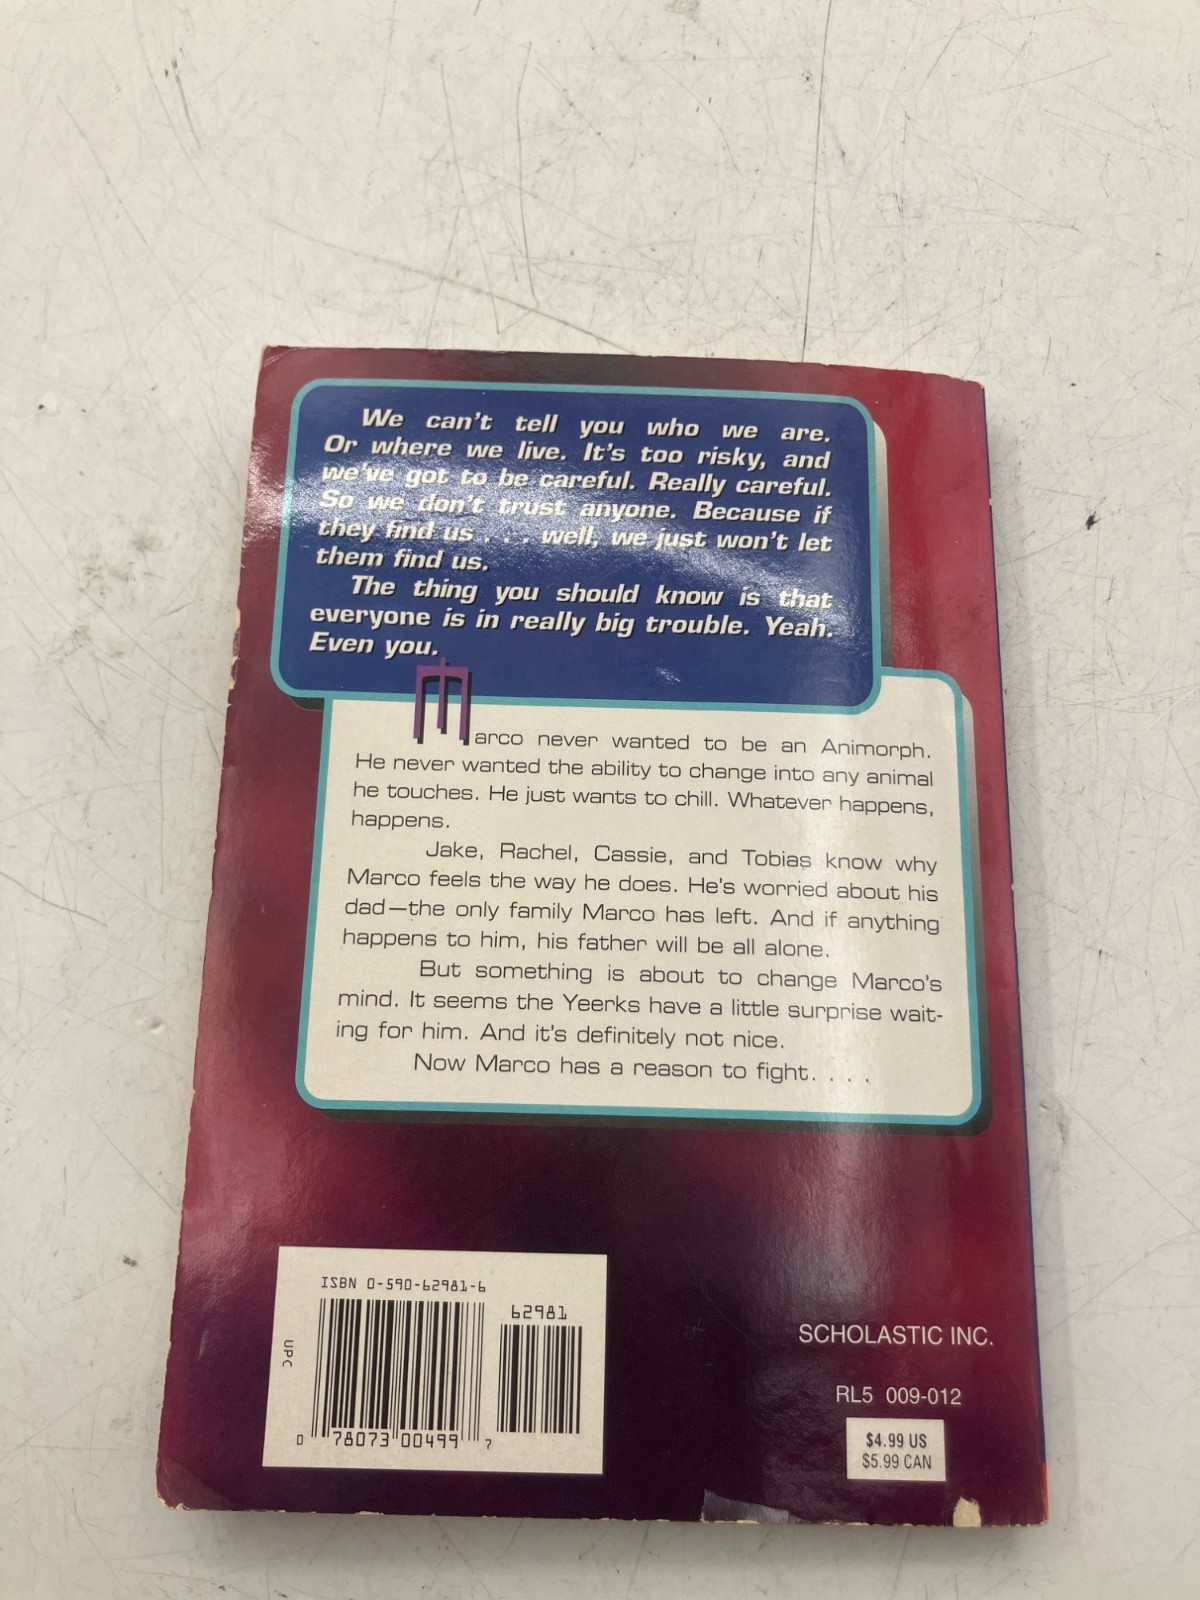 We can't tell you who we are.
Or where we live. It's too risky, and
we've got to be careful. Really careful.
So we don't trust anyone. Because if
they find us . . . well, we just won't let
them find us.
The thing you should know is that
everyone is in really big trouble. Yeah.
Even you.
Marco never wanted to be an Animorph.
He never wanted the ability to change into any animal
he touches. He just wants to chill. Whatever happens,
happens.
Jake, Rachel, Cassie, and Tobias know why
Marco feels the way he does. He's worried about his
dad—the only family Marco has left. And if anything
happens to him, his father will be all alone.
But something is about to change Marco's
mind. It seems the Yeerks have a little surprise wait-
ing for him. And it's definitely not nice.
Now Marco has a reason to fight. . . .
ISBN 0-590-62981-6
62981
UPC
0 78073 00499 7
SCHOLASTIC INC.
RL5 009-012
$4.99 US
$5.99 CAN